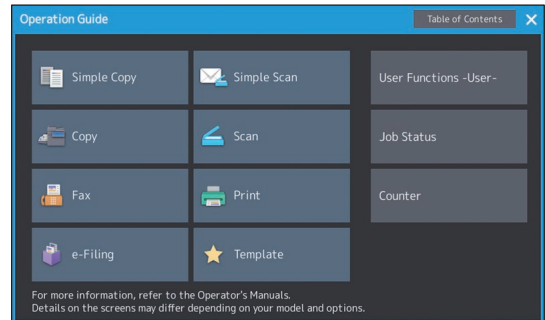 Operation Guide
Table of Contents
Simple Copy
Simple Scan
User Functions -User-
Copy
Scan
Job Status
Fax
Print
Counter
e-Filing
Template
For more information, refer to the Operator's Manuals.
Details on the screens may differ depending on your model and options.